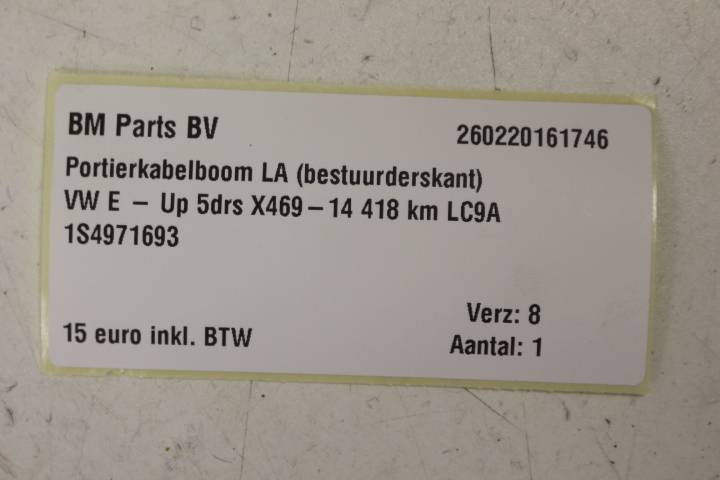 BM Parts BV 260220161746
Portierkabelboom LA (bestuurderskant)
VW E – Up 5drs X469 – 14 418 km LC9A
1S4971693
Verz: 8
15 euro inkl. BTW Aantal: 1